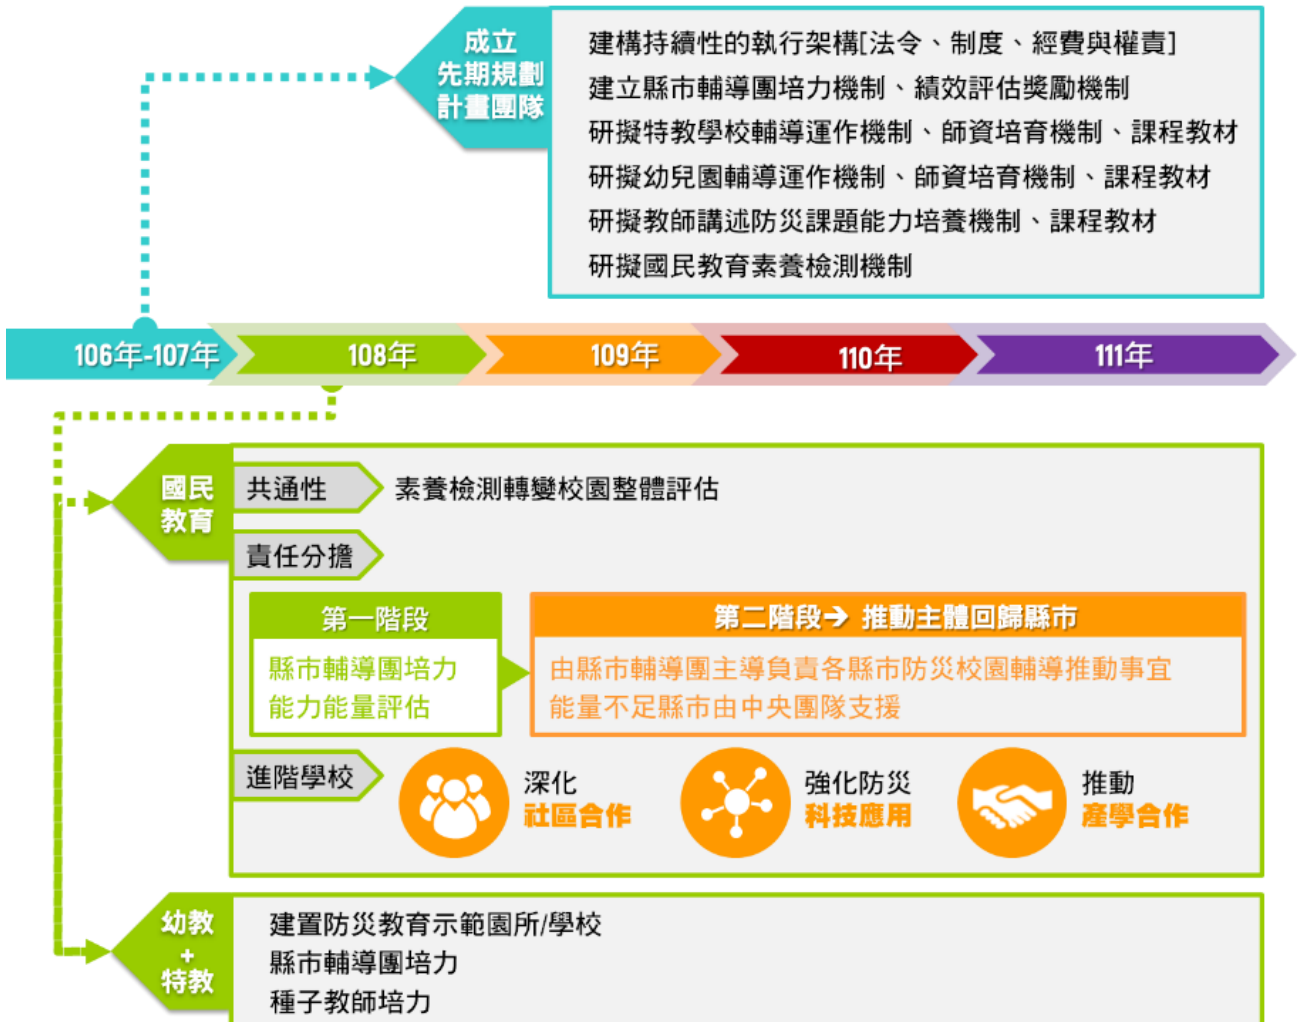 成立
先期規劃
計畫團隊
建構持續性的執行架構[法令、制度、經費與權責]
建立縣市輔導團培力機制、績效評估獎勵機制
研擬特教學校輔導運作機制、師資培育機制、課程教材
研擬幼兒園輔導運作機制、師資培育機制、課程教材
研擬教師講述防災課題能力培養機制、課程教材
研擬國民教育素養檢測機制
106年-107年
108年
109年
110年
111年
國民
教育
共通性
素養檢測轉變校園整體評估
責任分擔
第一階段
縣市輔導團培力
能力能量評估
第二階段→ 推動主體回歸縣市
由縣市輔導團主導負責各縣市防災校園輔導推動事宜
能量不足縣市由中央團隊支援
進階學校
深化
社區合作
強化防災
科技應用
推動
產學合作
幼教
+
特教
建置防災教育示範園所/學校
縣市輔導團培力
種子教師培力